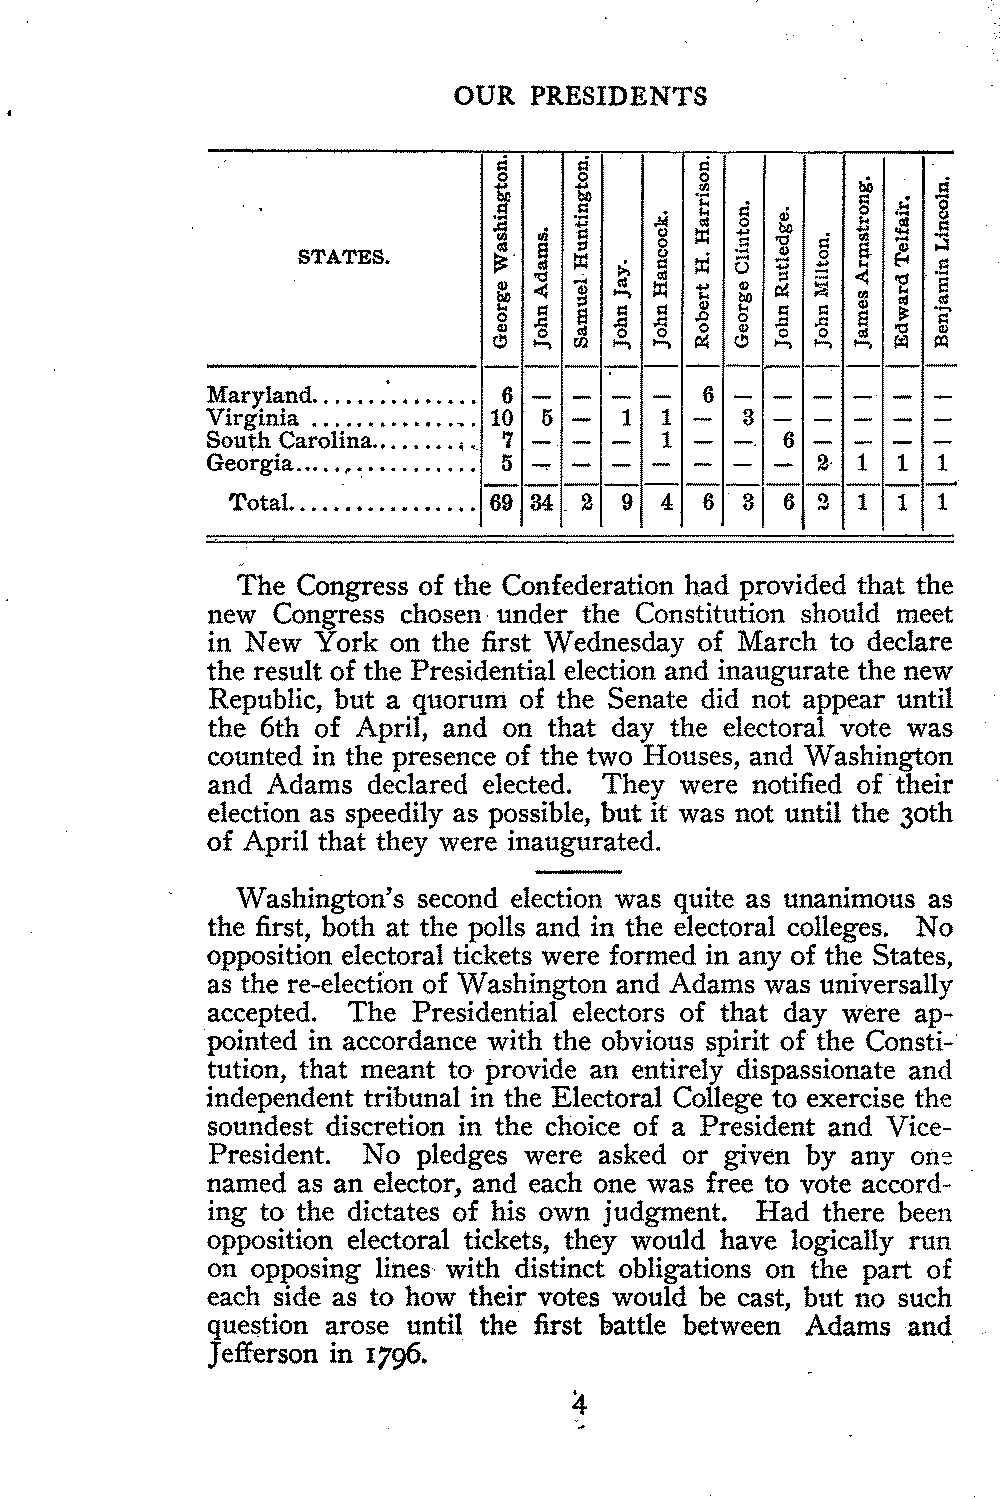 OUR PRESIDENTS
STATES. George Washington. John Adams. Samuel Huntington. John Jay. John Hancock. Robert H. Harrison. George Clinton. John Rutledge. John Milton. James Armstrong. Edward Telfair. Benjamin Lincoln.
Maryland............... 6 — — — — 6 — — — — — —
Virginia ............... 10 5 — 1 1 — 3 — — — — —
South Carolina.......... 7 — — — 1 — — 6 — — — —
Georgia................. 5 — — — — — — — 2 1 1 1
Total................. 69 34 2 9 4 6 3 6 2 1 1 1
The Congress of the Confederation had provided that the
new Congress chosen under the Constitution should meet
in New York on the first Wednesday of March to declare
the result of the Presidential election and inaugurate the new
Republic, but a quorum of the Senate did not appear until
the 6th of April, and on that day the electoral vote was
counted in the presence of the two Houses, and Washington
and Adams declared elected. They were notified of their
election as speedily as possible, but it was not until the 30th
of April that they were inaugurated.
Washington's second election was quite as unanimous as
the first, both at the polls and in the electoral colleges. No
opposition electoral tickets were formed in any of the States,
as the re-election of Washington and Adams was universally
accepted. The Presidential electors of that day were ap-
pointed in accordance with the obvious spirit of the Consti-
tution, that meant to provide an entirely dispassionate and
independent tribunal in the Electoral College to exercise the
soundest discretion in the choice of a President and Vice-
President. No pledges were asked or given by any one
named as an elector, and each one was free to vote accord-
ing to the dictates of his own judgment. Had there been
opposition electoral tickets, they would have logically run
on opposing lines with distinct obligations on the part of
each side as to how their votes would be cast, but no such
question arose until the first battle between Adams and
Jefferson in 1796.
4